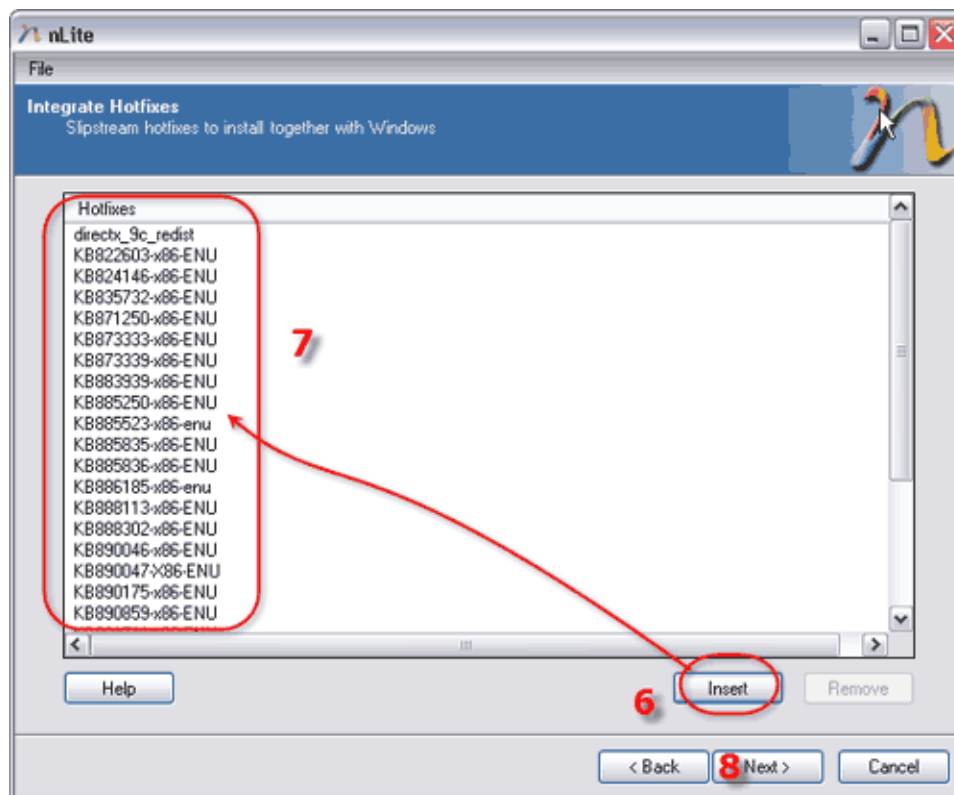 nLite
File
Integrate Hotfixes
Slipstream hotfixes to install together with Windows
Hotfixes
directx_9c_redist
KB822603-x86-ENU
KB824146-x86-ENU
KB835732-x86-ENU
KB871250-x86-ENU
KB873333-x86-ENU
KB873339-x86-ENU
KB883939-x86-ENU
KB885250-x86-ENU
KB885523-x86-enu
KB885835-x86-ENU
KB885836-x86-ENU
KB886185-x86-enu
KB888113-x86-ENU
KB888302-x86-ENU
KB890046-x86-ENU
KB890047-X86-ENU
KB890175-x86-ENU
KB890859-x86-ENU
7
Help
6
Insert
Remove
< Back
8 Next >
Cancel